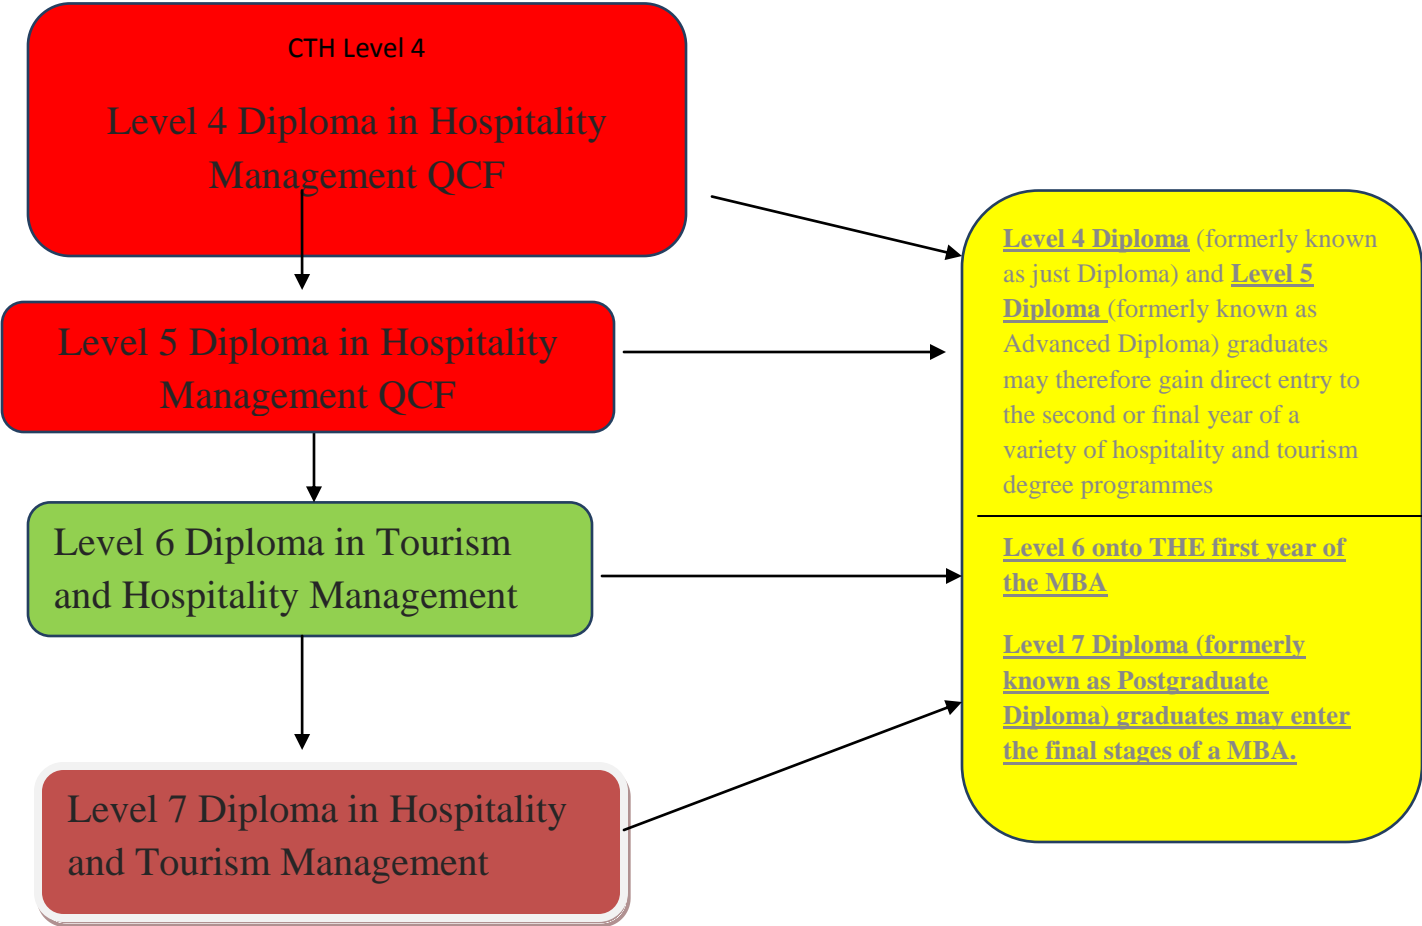 CTH Level 4
Level 4 Diploma in Hospitality
Management QCF
Level 5 Diploma in Hospitality
Management QCF
Level 6 Diploma in Tourism
and Hospitality Management
Level 7 Diploma in Hospitality
and Tourism Management
Level 4 Diploma (formerly known
as just Diploma) and Level 5
Diploma (formerly known as
Advanced Diploma) graduates
may therefore gain direct entry to
the second or final year of a
variety of hospitality and tourism
degree programmes
Level 6 onto THE first year of
the MBA
Level 7 Diploma (formerly
known as Postgraduate
Diploma) graduates may enter
the final stages of a MBA.